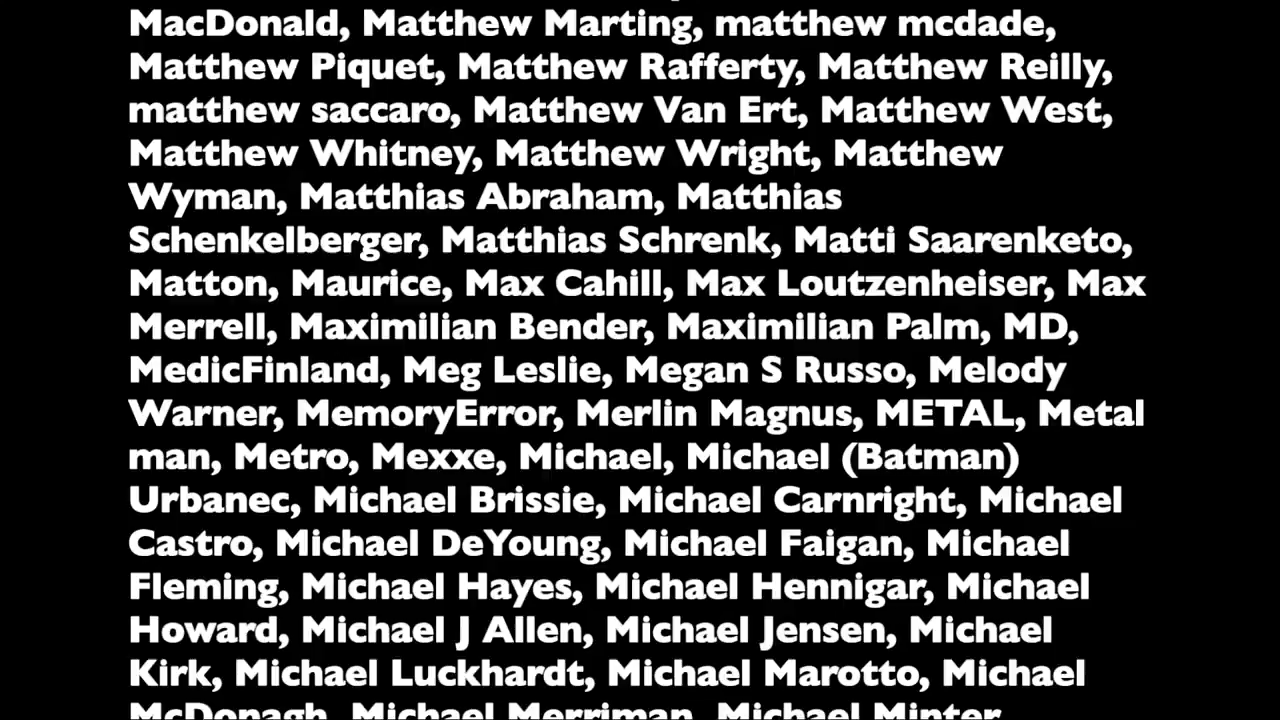 MacDonald, Matthew Marting, matthew mcdade,
Matthew Piquet, Matthew Rafferty, Matthew Reilly,
matthew saccaro, Matthew Van Ert, Matthew West,
Matthew Whitney, Matthew Wright, Matthew
Wyman, Matthias Abraham, Matthias
Schenkelberger, Matthias Schrenk, Matti Saarenketo,
Matton, Maurice, Max Cahill, Max Loutzenheiser, Max
Merrell, Maximilian Bender, Maximilian Palm, MD,
MedicFinland, Meg Leslie, Megan S Russo, Melody
Warner, MemoryError, Merlin Magnus, METAL, Metal
man, Metro, Mexxe, Michael, Michael (Batman)
Urbanec, Michael Brissie, Michael Carnright, Michael
Castro, Michael DeYoung, Michael Faigan, Michael
Fleming, Michael Hayes, Michael Hennigar, Michael
Howard, Michael J Allen, Michael Jensen, Michael
Kirk, Michael Luckhardt, Michael Marotto, Michael
McDonagh, Michael Merriman, Michael Minter,